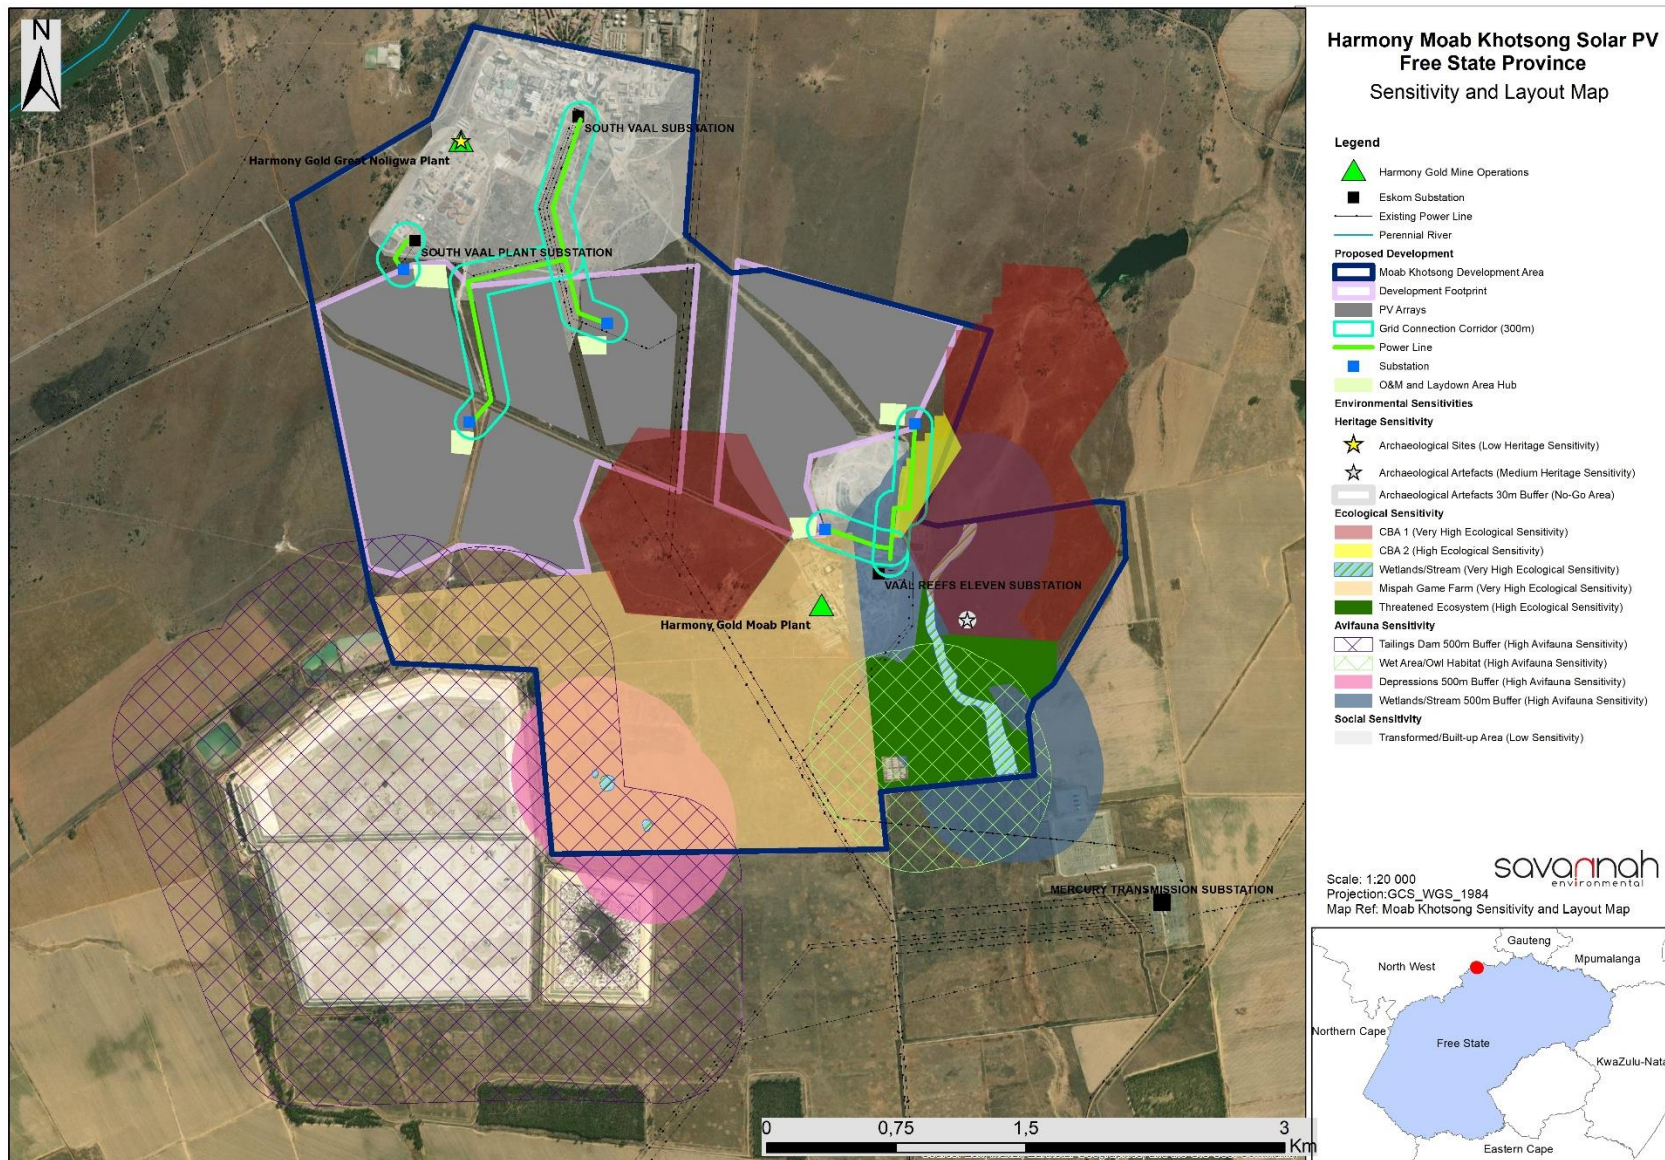 N
SOUTH VAAL SUBSTATION
Harmony Gold Great Noligwa Plant
SOUTH VAAL PLANT SUBSTATION
VAAL REEFS ELEVEN SUBSTATION
Harmony Gold Moab Plant
MERCURY TRANSMISSION SUBSTATION
0
0,75
1,5
3
Km
Harmony Moab Khotsong Solar PV
Free State Province
Sensitivity and Layout Map
Legend
Harmony Gold Mine Operations
Eskom Substation
Existing Power Line
Perennial River
Proposed Development
Moab Khotsong Development Area
Development Footprint
PV Arrays
Grid Connection Corridor (300m)
Power Line
Substation
O&M and Laydown Area Hub
Environmental Sensitivities
Heritage Sensitivity
Archaeological Sites (Low Heritage Sensitivity)
Archaeological Artefacts (Medium Heritage Sensitivity)
Archaeological Artefacts 30m Buffer (No-Go Area)
Ecological Sensitivity
CBA 1 (Very High Ecological Sensitivity)
CBA 2 (High Ecological Sensitivity)
Wetlands/Stream (Very High Ecological Sensitivity)
Mispah Game Farm (Very High Ecological Sensitivity)
Threatened Ecosystem (High Ecological Sensitivity)
Avifauna Sensitivity
Tailings Dam 500m Buffer (High Avifauna Sensitivity)
Wet Area/Owl Habitat (High Avifauna Sensitivity)
Depressions 500m Buffer (High Avifauna Sensitivity)
Wetlands/Stream 500m Buffer (High Avifauna Sensitivity)
Social Sensitivity
Transformed/Built-up Area (Low Sensitivity)
savannah
environmental
Scale: 1:20 000
Projection:GCS_WGS_1984
Map Ref: Moab Khotsong Sensitivity and Layout Map
Gauteng
North West
Mpumalanga
Northern Cape
Free State
KwaZulu-Nata
Eastern Cape